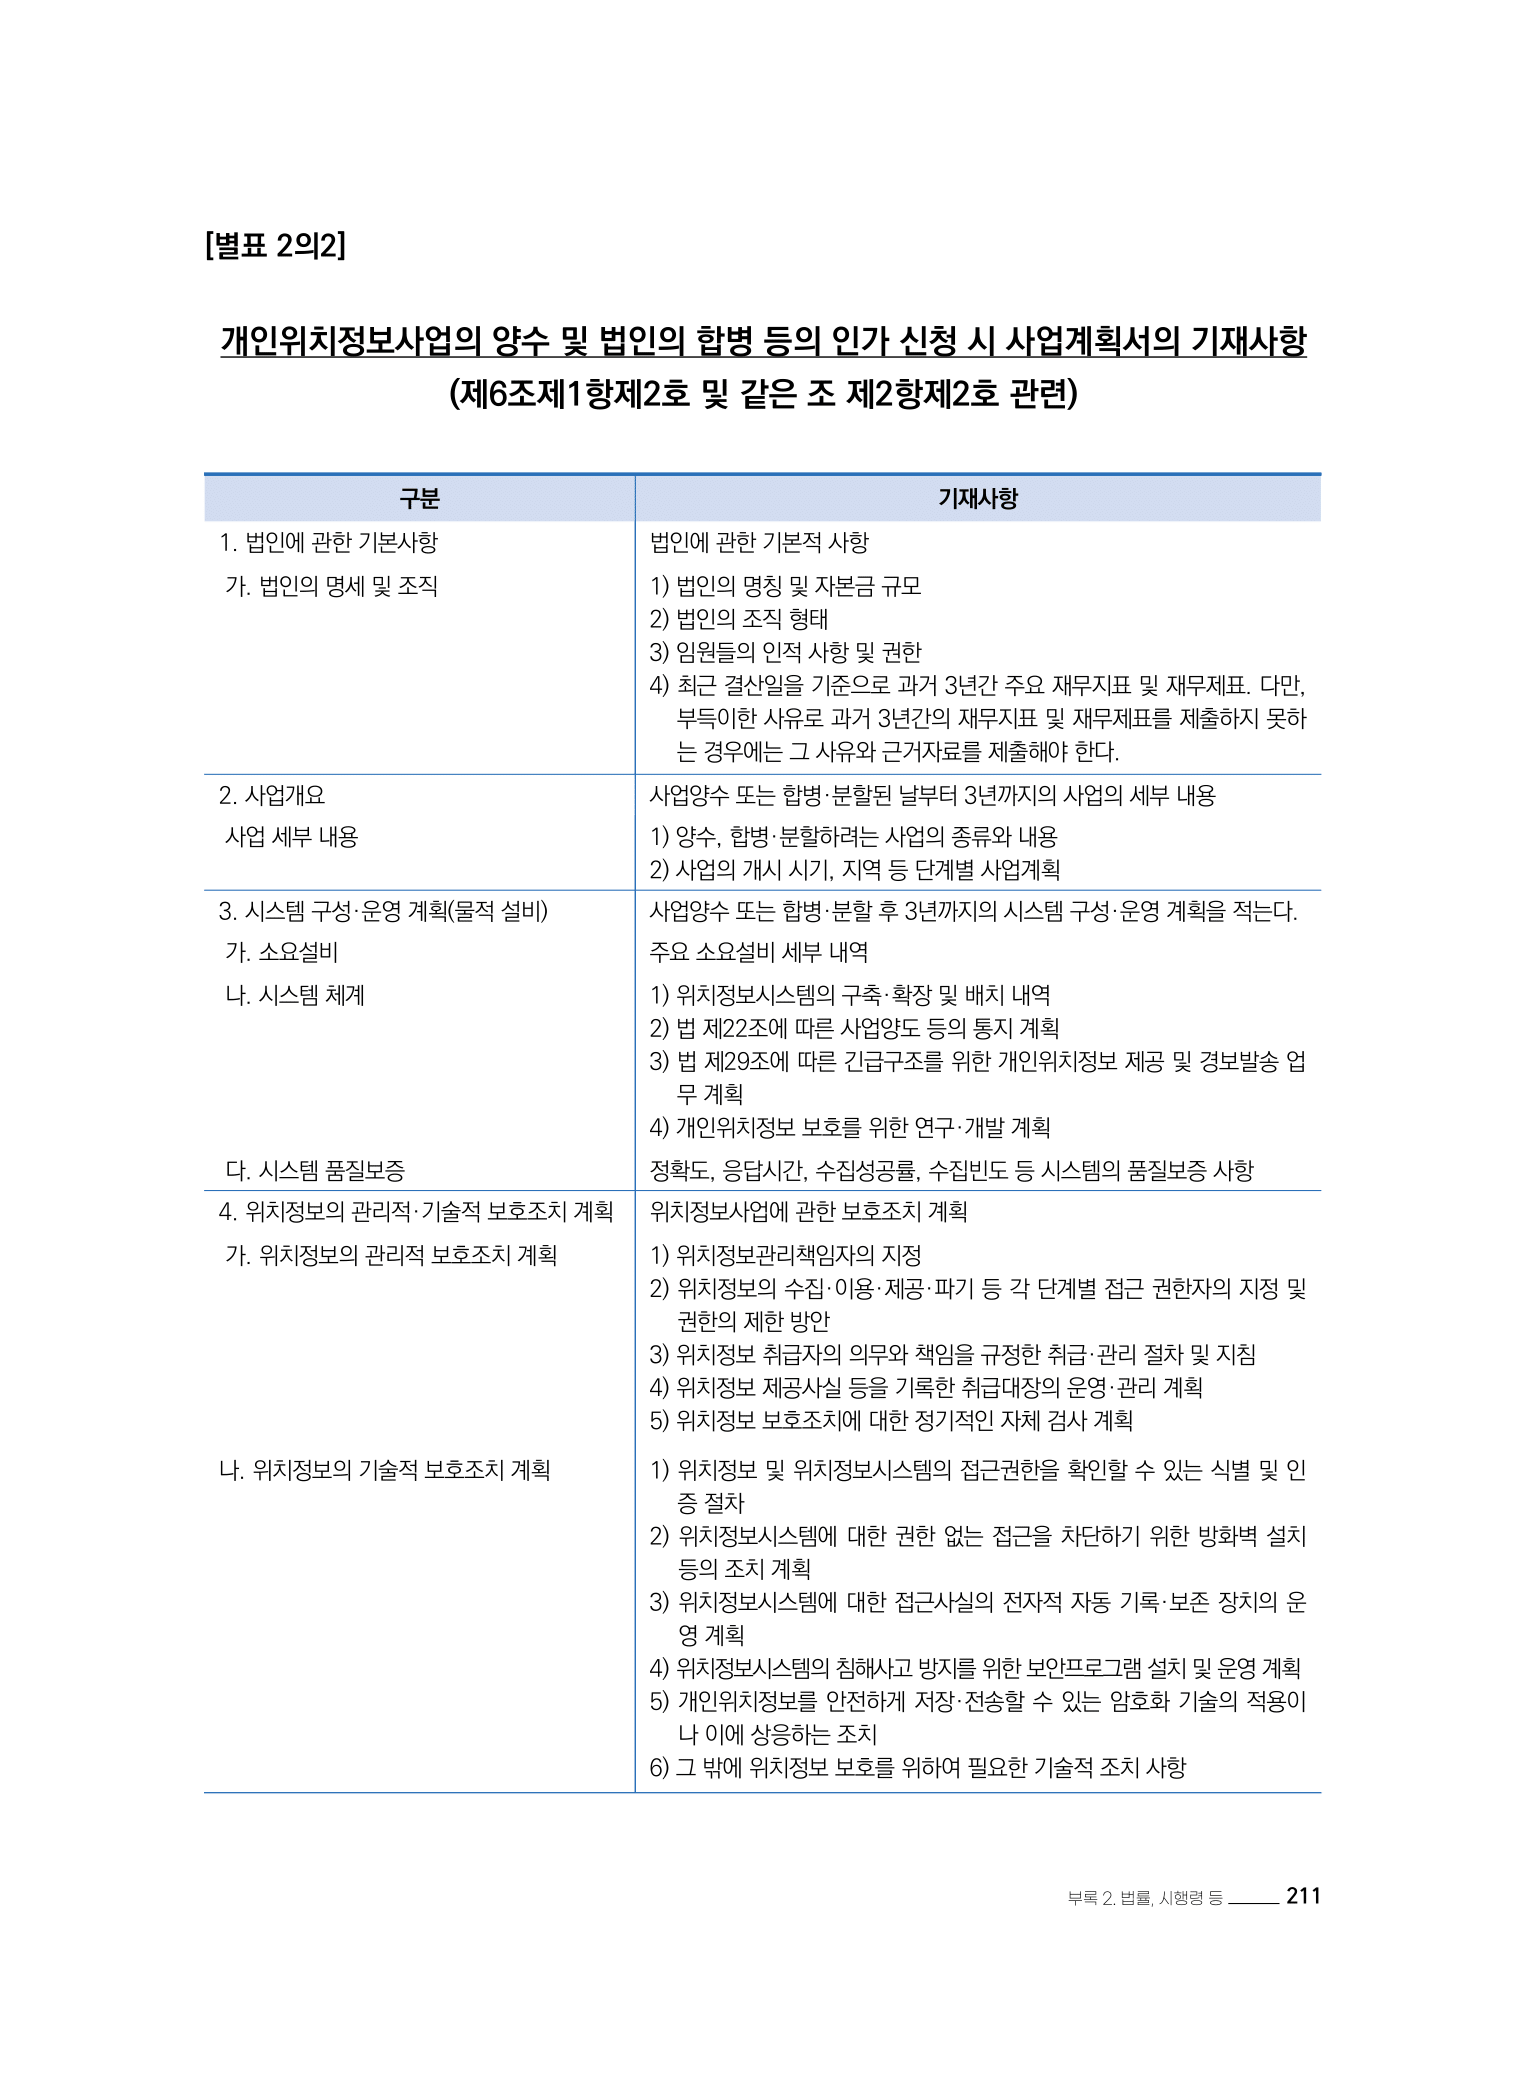 [별표 2의2]
개인위치정보사업의 양수 및 법인의 합병 등의 인가 신청 시 사업계획서의 기재사항
(제6조제1항제2호 및 같은 조 제2항제2호 관련)
구분 기재사항
1. 법인에 관한 기본사항 법인에 관한 기본적 사항
가. 법인의 명세 및 조직 1) 법인의 명칭 및 자본금 규모
2) 법인의 조직 형태
3) 임원들의 인적 사항 및 권한
4) 최근 결산일을 기준으로 과거 3년간 주요 재무지표 및 재무제표. 다만,
부득이한 사유로 과거 3년간의 재무지표 및 재무제표를 제출하지 못하
는 경우에는 그 사유와 근거자료를 제출해야 한다.
2. 사업개요 사업양수 또는 합병·분할된 날부터 3년까지의 사업의 세부 내용
사업 세부 내용 1) 양수, 합병·분할하려는 사업의 종류와 내용
2) 사업의 개시 시기, 지역 등 단계별 사업계획
3. 시스템 구성·운영 계획(물적 설비) 사업양수 또는 합병·분할 후 3년까지의 시스템 구성·운영 계획을 적는다.
가. 소요설비 주요 소요설비 세부 내역
나. 시스템 체계 1) 위치정보시스템의 구축·확장 및 배치 내역
2) 법 제22조에 따른 사업양도 등의 통지 계획
3) 법 제29조에 따른 긴급구조를 위한 개인위치정보 제공 및 경보발송 업
무 계획
4) 개인위치정보 보호를 위한 연구·개발 계획
다. 시스템 품질보증 정확도, 응답시간, 수집성공률, 수집빈도 등 시스템의 품질보증 사항
4. 위치정보의 관리적·기술적 보호조치 계획 위치정보사업에 관한 보호조치 계획
가. 위치정보의 관리적 보호조치 계획 1) 위치정보관리책임자의 지정
2) 위치정보의 수집·이용·제공·파기 등 각 단계별 접근 권한자의 지정 및
권한의 제한 방안
3) 위치정보 취급자의 의무와 책임을 규정한 취급·관리 절차 및 지침
4) 위치정보 제공사실 등을 기록한 취급대장의 운영·관리 계획
5) 위치정보 보호조치에 대한 정기적인 자체 검사 계획
나. 위치정보의 기술적 보호조치 계획 1) 위치정보 및 위치정보시스템의 접근권한을 확인할 수 있는 식별 및 인
증 절차
2) 위치정보시스템에 대한 권한 없는 접근을 차단하기 위한 방화벽 설치
등의 조치 계획
3) 위치정보시스템에 대한 접근사실의 전자적 자동 기록·보존 장치의 운
영 계획
4) 위치정보시스템의 침해사고 방지를 위한 보안프로그램 설치 및 운영 계획
5) 개인위치정보를 안전하게 저장·전송할 수 있는 암호화 기술의 적용이
나 이에 상응하는 조치
6) 그 밖에 위치정보 보호를 위하여 필요한 기술적 조치 사항
부록 2. 법률, 시행령 등 211